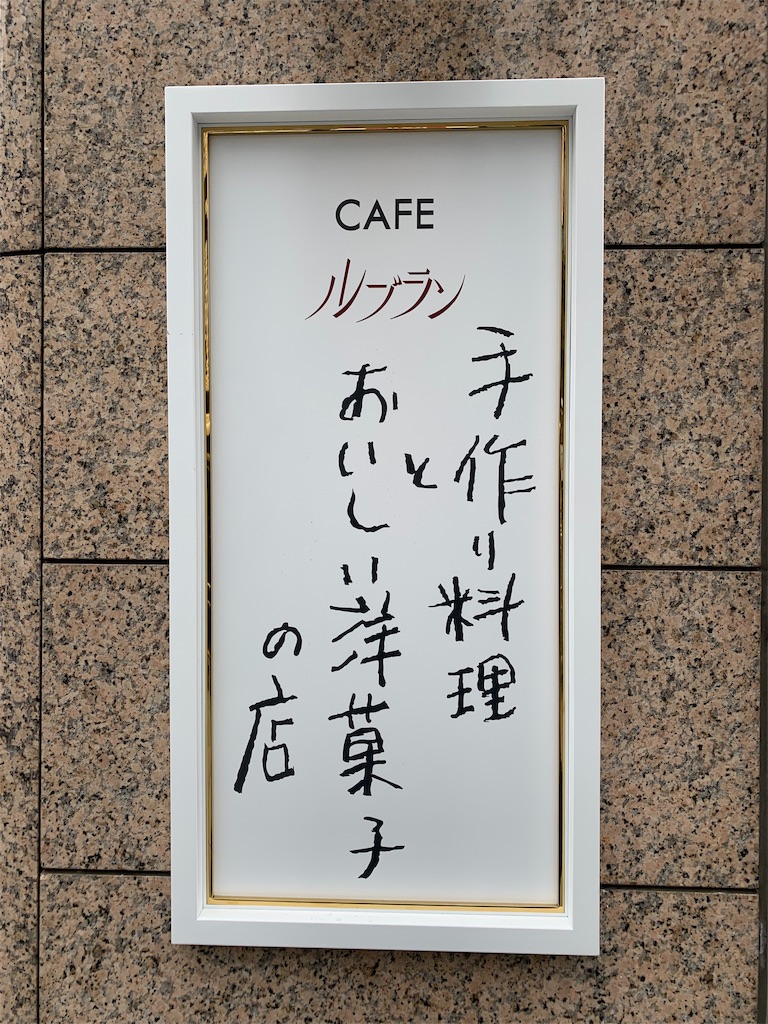 CAFE
ルブラン
手作り料理
と
おいしい洋菓子
の店